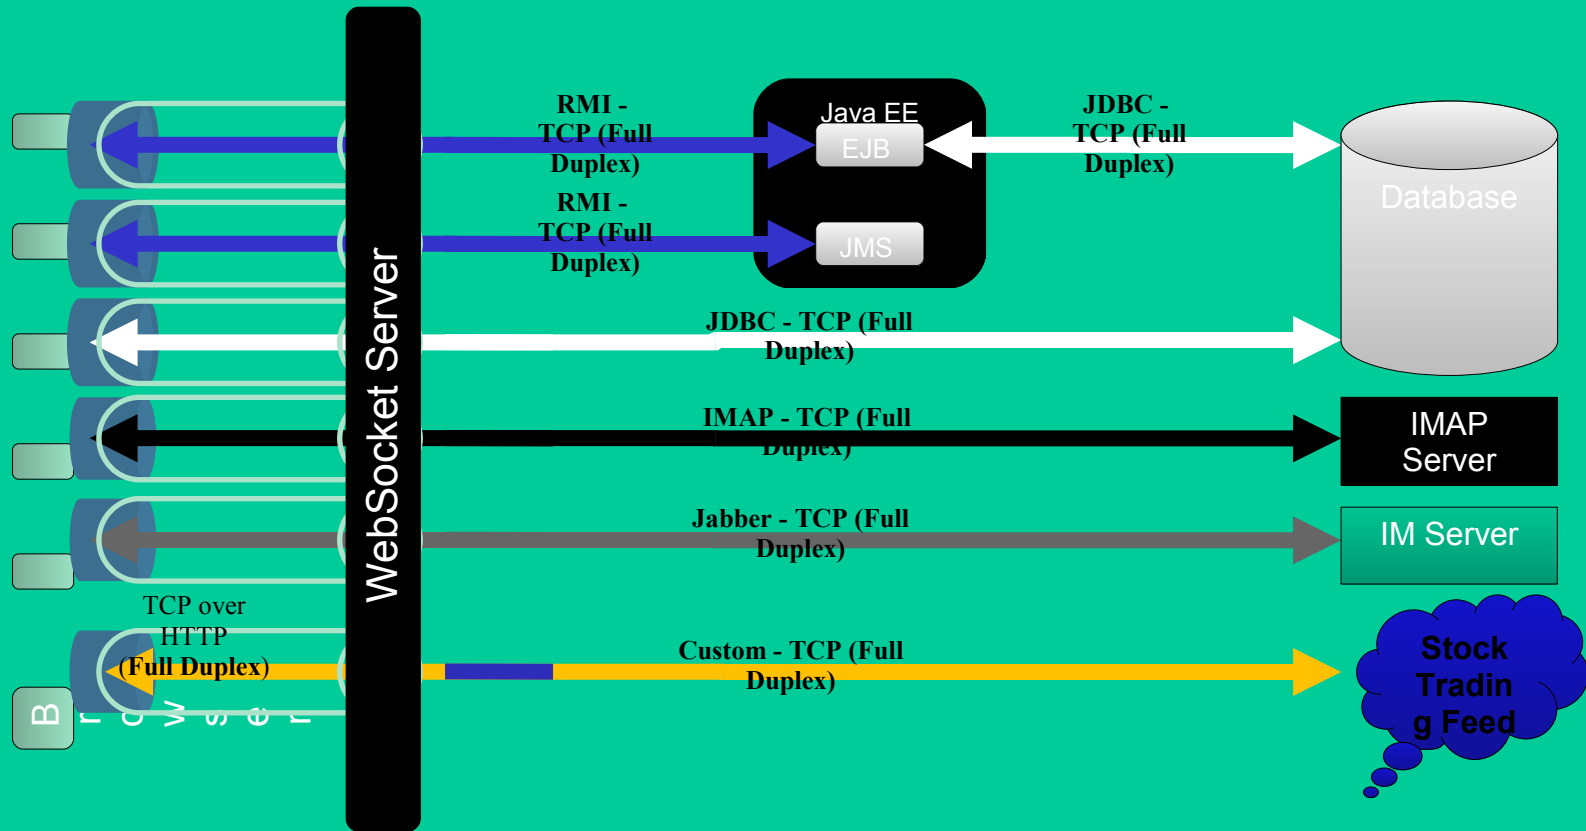 RMI -
TCP (Full
Duplex)
Java EE
EJB
JDBC -
TCP (Full
Duplex)
Database
RMI -
TCP (Full
Duplex)
JMS
WebSocket Server
JDBC - TCP (Full
Duplex)
IMAP - TCP (Full
Duplex)
IMAP
Server
Jabber - TCP (Full
Duplex)
IM Server
TCP over
HTTP
(Full Duplex)
Custom - TCP (Full
Duplex)
Stock
Tradin
g Feed
Browser